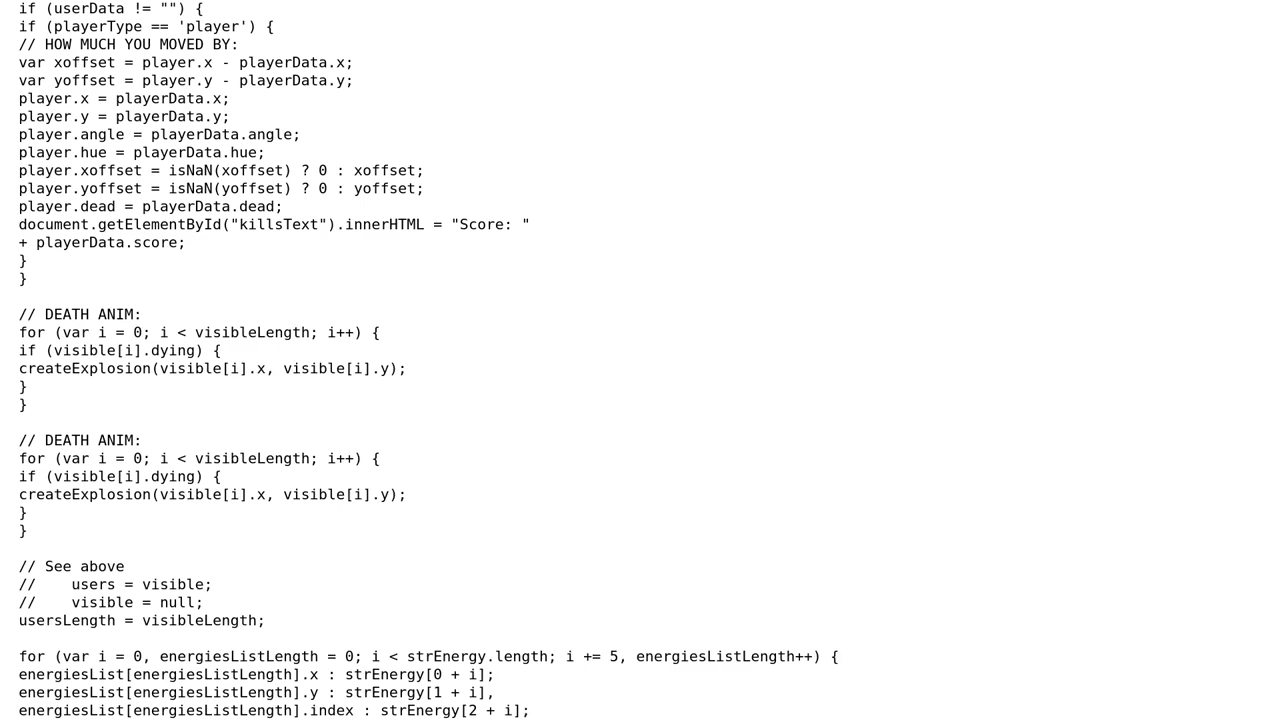 if (userData != "") {
if (playerType == 'player') {
// HOW MUCH YOU MOVED BY:
var xoffset = player.x - playerData.x;
var yoffset = player.y - playerData.y;
player.x = playerData.x;
player.y = playerData.y;
player.angle = playerData.angle;
player.hue = playerData.hue;
player.xoffset = isNaN(xoffset) ? 0 : xoffset;
player.yoffset = isNaN(yoffset) ? 0 : yoffset;
player.dead = playerData.dead;
document.getElementById("killsText").innerHTML = "Score: "
+ playerData.score;
}
}

// DEATH ANIM:
for (var i = 0; i < visibleLength; i++) {
if (visible[i].dying) {
createExplosion(visible[i].x, visible[i].y);
}
}

// DEATH ANIM:
for (var i = 0; i < visibleLength; i++) {
if (visible[i].dying) {
createExplosion(visible[i].x, visible[i].y);
}
}

// See above
//    users = visible;
//    visible = null;
usersLength = visibleLength;

for (var i = 0, energiesListLength = 0; i < strEnergy.length; i += 5, energiesListLength++) {
energiesList[energiesListLength].x : strEnergy[0 + i];
energiesList[energiesListLength].y : strEnergy[1 + i],
energiesList[energiesListLength].index : strEnergy[2 + i];